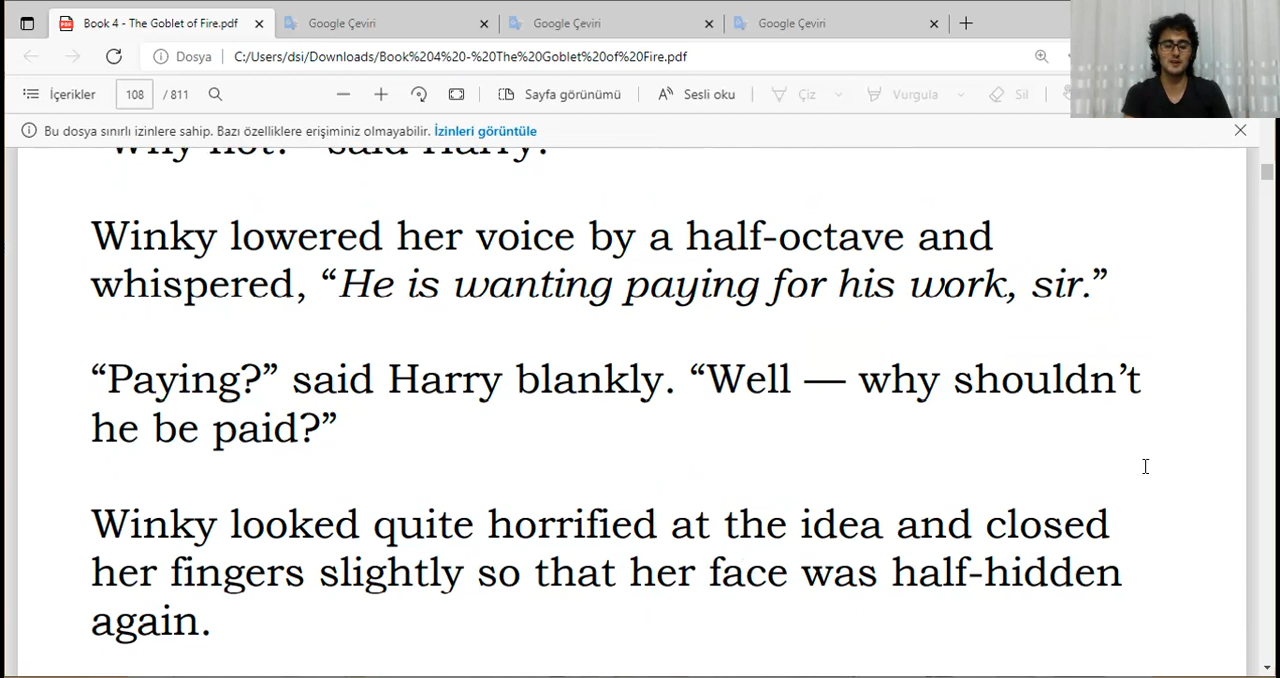 Book 4 - The Goblet of Fire.pdf
Google Çeviri
Google Çeviri
Google Çeviri
Dosya
C:/Users/dsi/Downloads/Book%204%20-%20The%20Goblet%20of%20Fire.pdf
İçerikler
108
/ 811
Sayfa görünümü
Sesli oku
Çiz
Vurgula
Sil
Bu dosya sınırlı izinlere sahip. Bazı özelliklere erişiminiz olmayabilir. İzinleri görüntüle
“Why not?” said Harry.
Winky lowered her voice by a half-octave and
whispered, “He is wanting paying for his work, sir.”
“Paying?” said Harry blankly. “Well — why shouldn’t
he be paid?”
Winky looked quite horrified at the idea and closed
her fingers slightly so that her face was half-hidden
again.